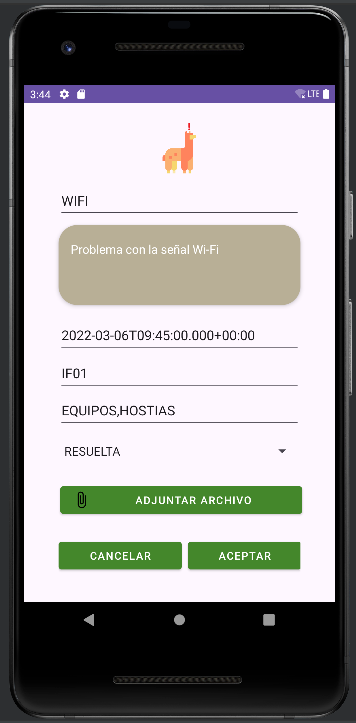 3:44
LTE
WIFI
Problema con la señal Wi-Fi
2022-03-06T09:45:00.000+00:00
IF01
EQUIPOS,HOSTIAS
RESUELTA
ADJUNTAR ARCHIVO
CANCELAR
ACEPTAR